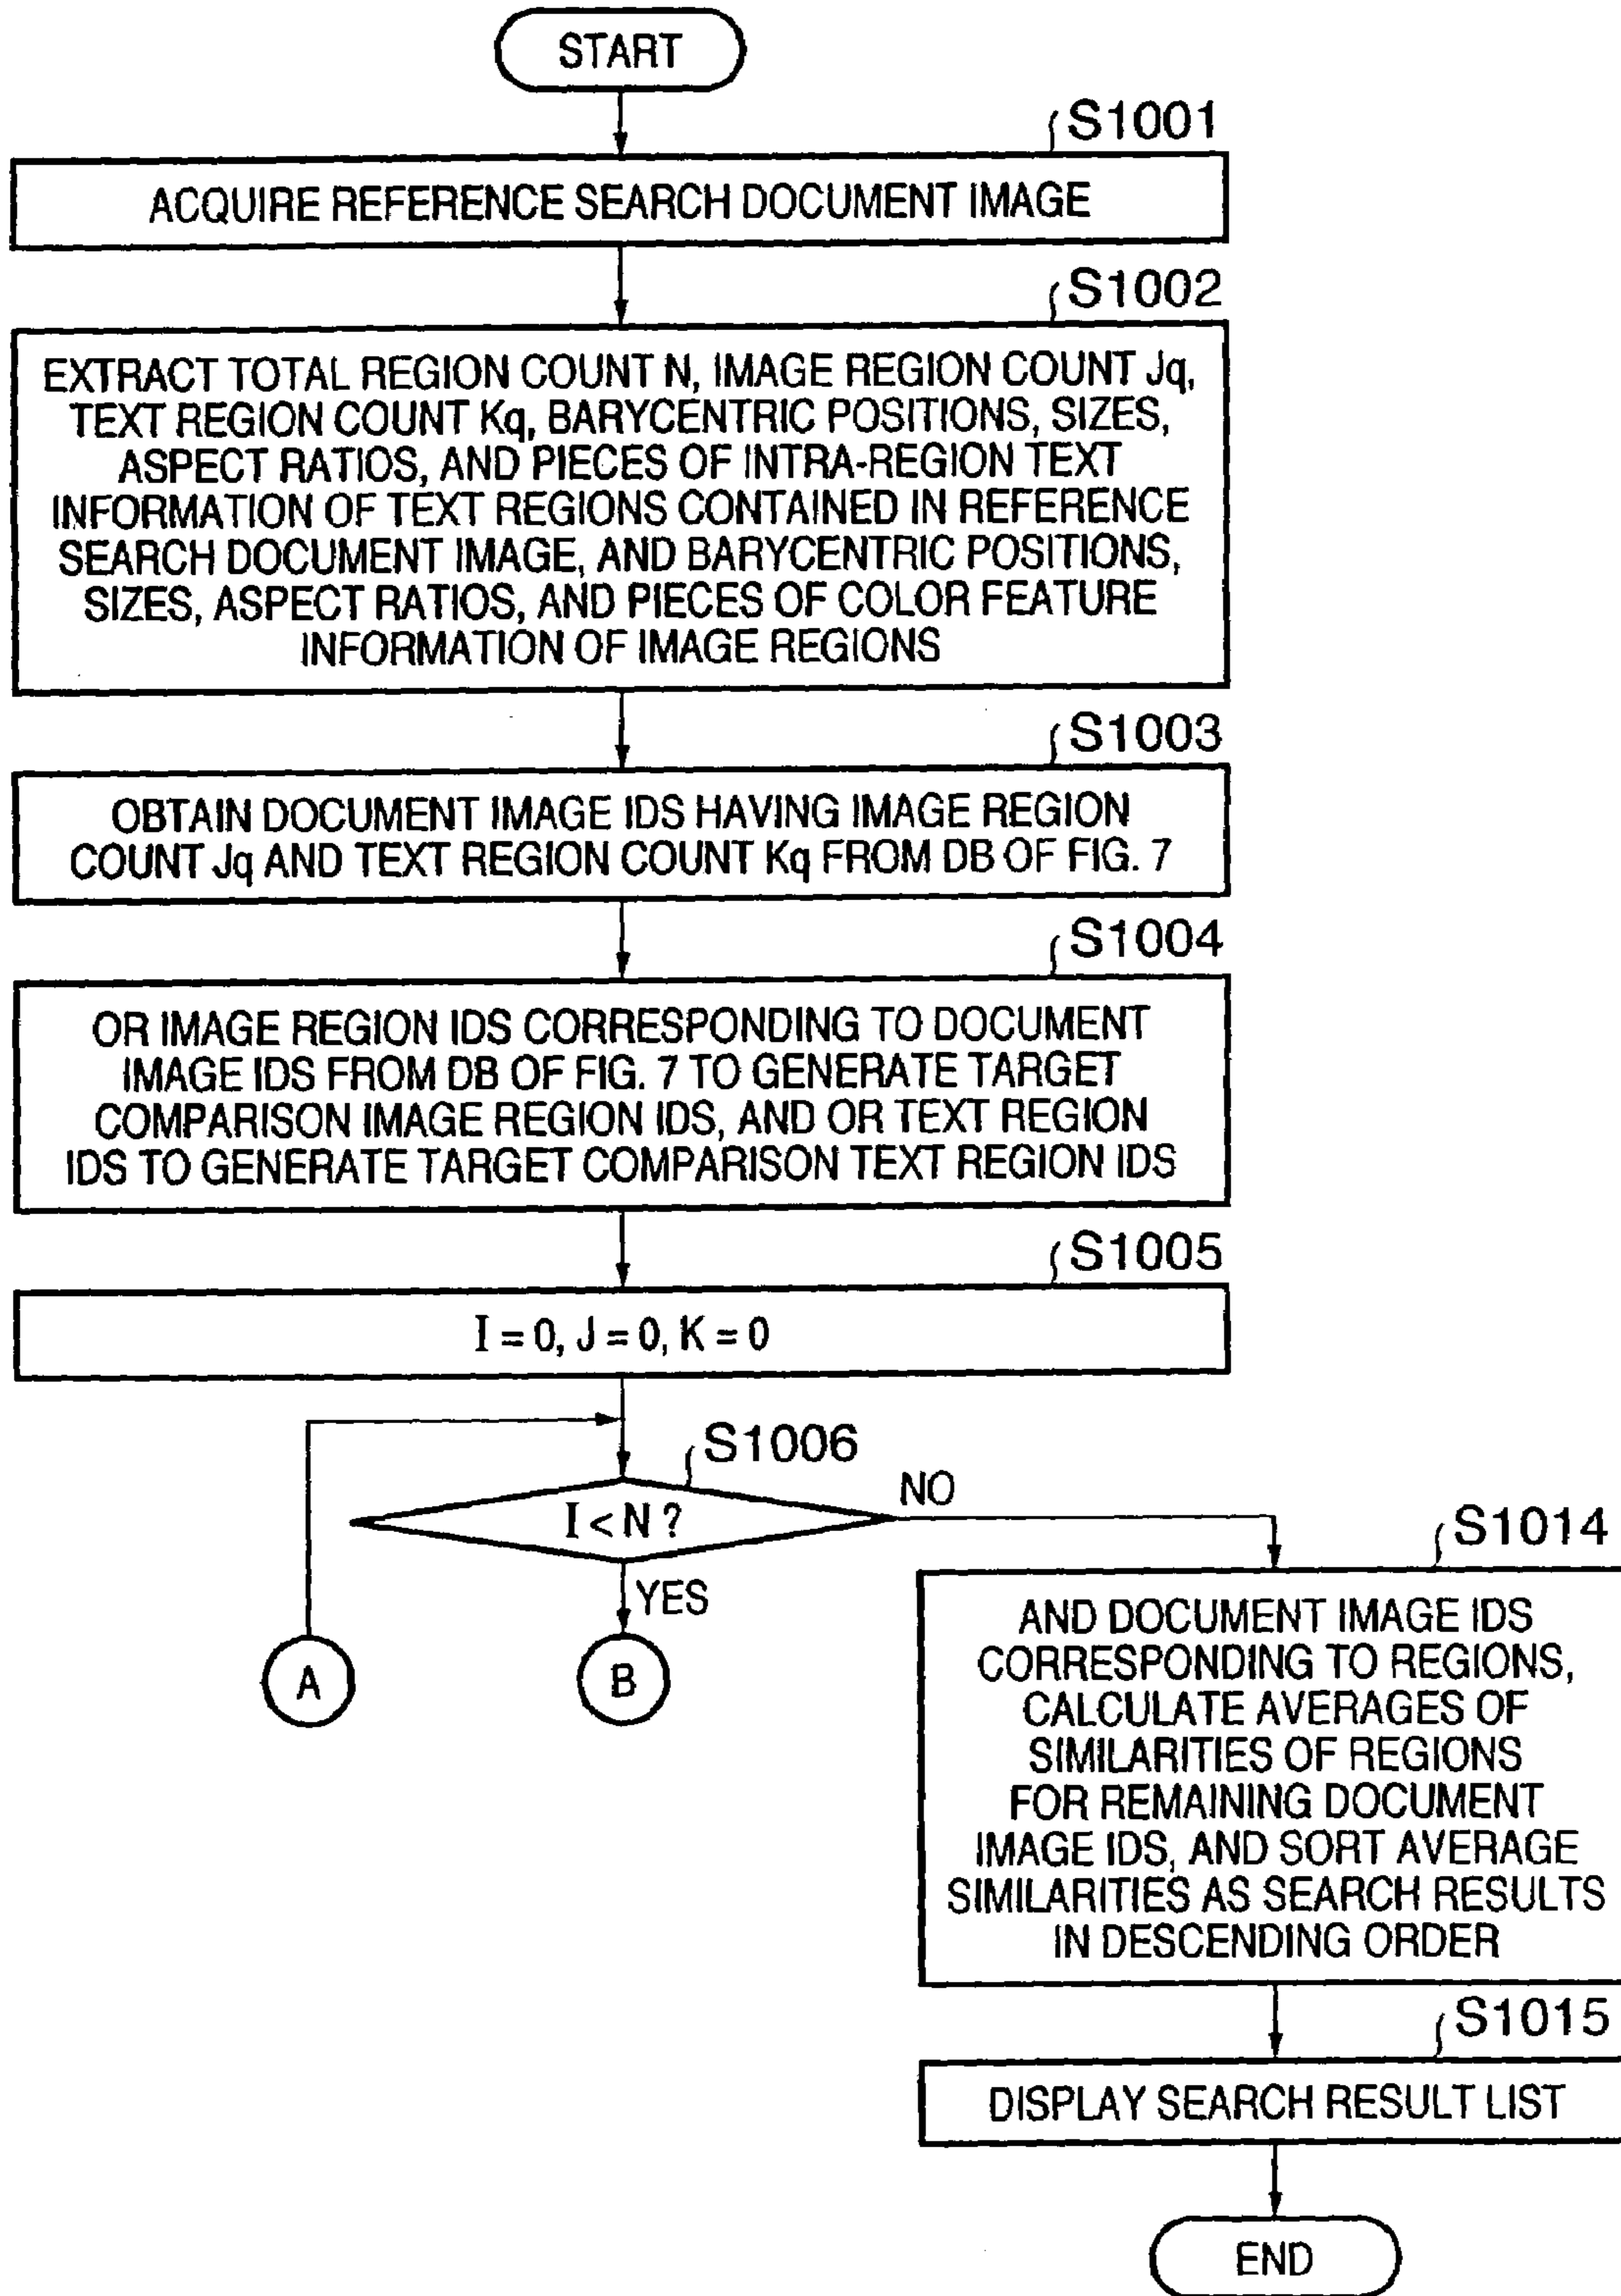 START
S1001
ACQUIRE REFERENCE SEARCH DOCUMENT IMAGE
S1002
EXTRACT TOTAL REGION COUNT N, IMAGE REGION COUNT Jq,
TEXT REGION COUNT Kq, BARYCENTRIC POSITIONS, SIZES,
ASPECT RATIOS, AND PIECES OF INTRA-REGION TEXT
INFORMATION OF TEXT REGIONS CONTAINED IN REFERENCE
SEARCH DOCUMENT IMAGE, AND BARYCENTRIC POSITIONS,
SIZES, ASPECT RATIOS, AND PIECES OF COLOR FEATURE
INFORMATION OF IMAGE REGIONS
S1003
OBTAIN DOCUMENT IMAGE IDS HAVING IMAGE REGION
COUNT Jq AND TEXT REGION COUNT Kq FROM DB OF FIG. 7
S1004
OR IMAGE REGION IDS CORRESPONDING TO DOCUMENT
IMAGE IDS FROM DB OF FIG. 7 TO GENERATE TARGET
COMPARISON IMAGE REGION IDS, AND OR TEXT REGION
IDS TO GENERATE TARGET COMPARISON TEXT REGION IDS
S1005
I = 0, J = 0, K = 0
S1006
I < N ?
NO
YES
A
B
S1014
AND DOCUMENT IMAGE IDS
CORRESPONDING TO REGIONS,
CALCULATE AVERAGES OF
SIMILARITIES OF REGIONS
FOR REMAINING DOCUMENT
IMAGE IDS, AND SORT AVERAGE
SIMILARITIES AS SEARCH RESULTS
IN DESCENDING ORDER
S1015
DISPLAY SEARCH RESULT LIST
END